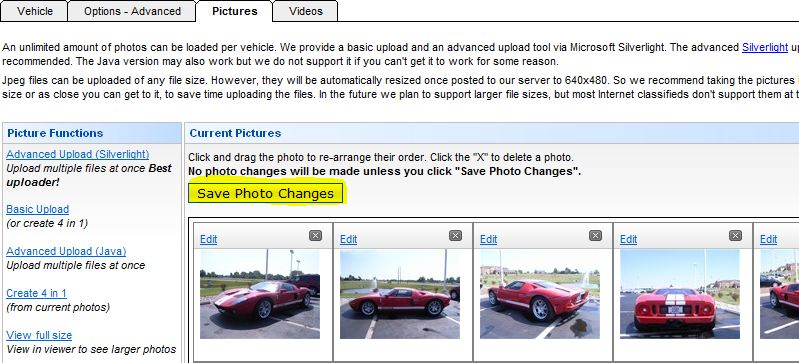 Vehicle
Options - Advanced
Pictures
Videos
An unlimited amount of photos can be loaded per vehicle. We provide a basic upload and an advanced upload tool via Microsoft Silverlight. The advanced Silverlight
recommended. The Java version may also work but we do not support it if you can't get it to work for some reason.
Jpeg files can be uploaded of any file size. However, they will be automatically resized once posted to our server to 640x480. So we recommend taking the pictures
size or as close you can get to it, to save time uploading the files. In the future we plan to support larger file sizes, but most Internet classifieds don't support them at
Picture Functions
Advanced Upload (Silverlight)
Upload multiple files at once Best
uploader!
Basic Upload
(or create 4 in 1)
Advanced Upload (Java)
Upload multiple files at once
Create 4 in 1
(from current photos)
View full size
View in viewer to see larger photos
Current Pictures
Click and drag the photo to re-arrange their order. Click the "X" to delete a photo.
No photo changes will be made unless you click "Save Photo Changes".
Save Photo Changes
Edit
Edit
Edit
Edit
Edit